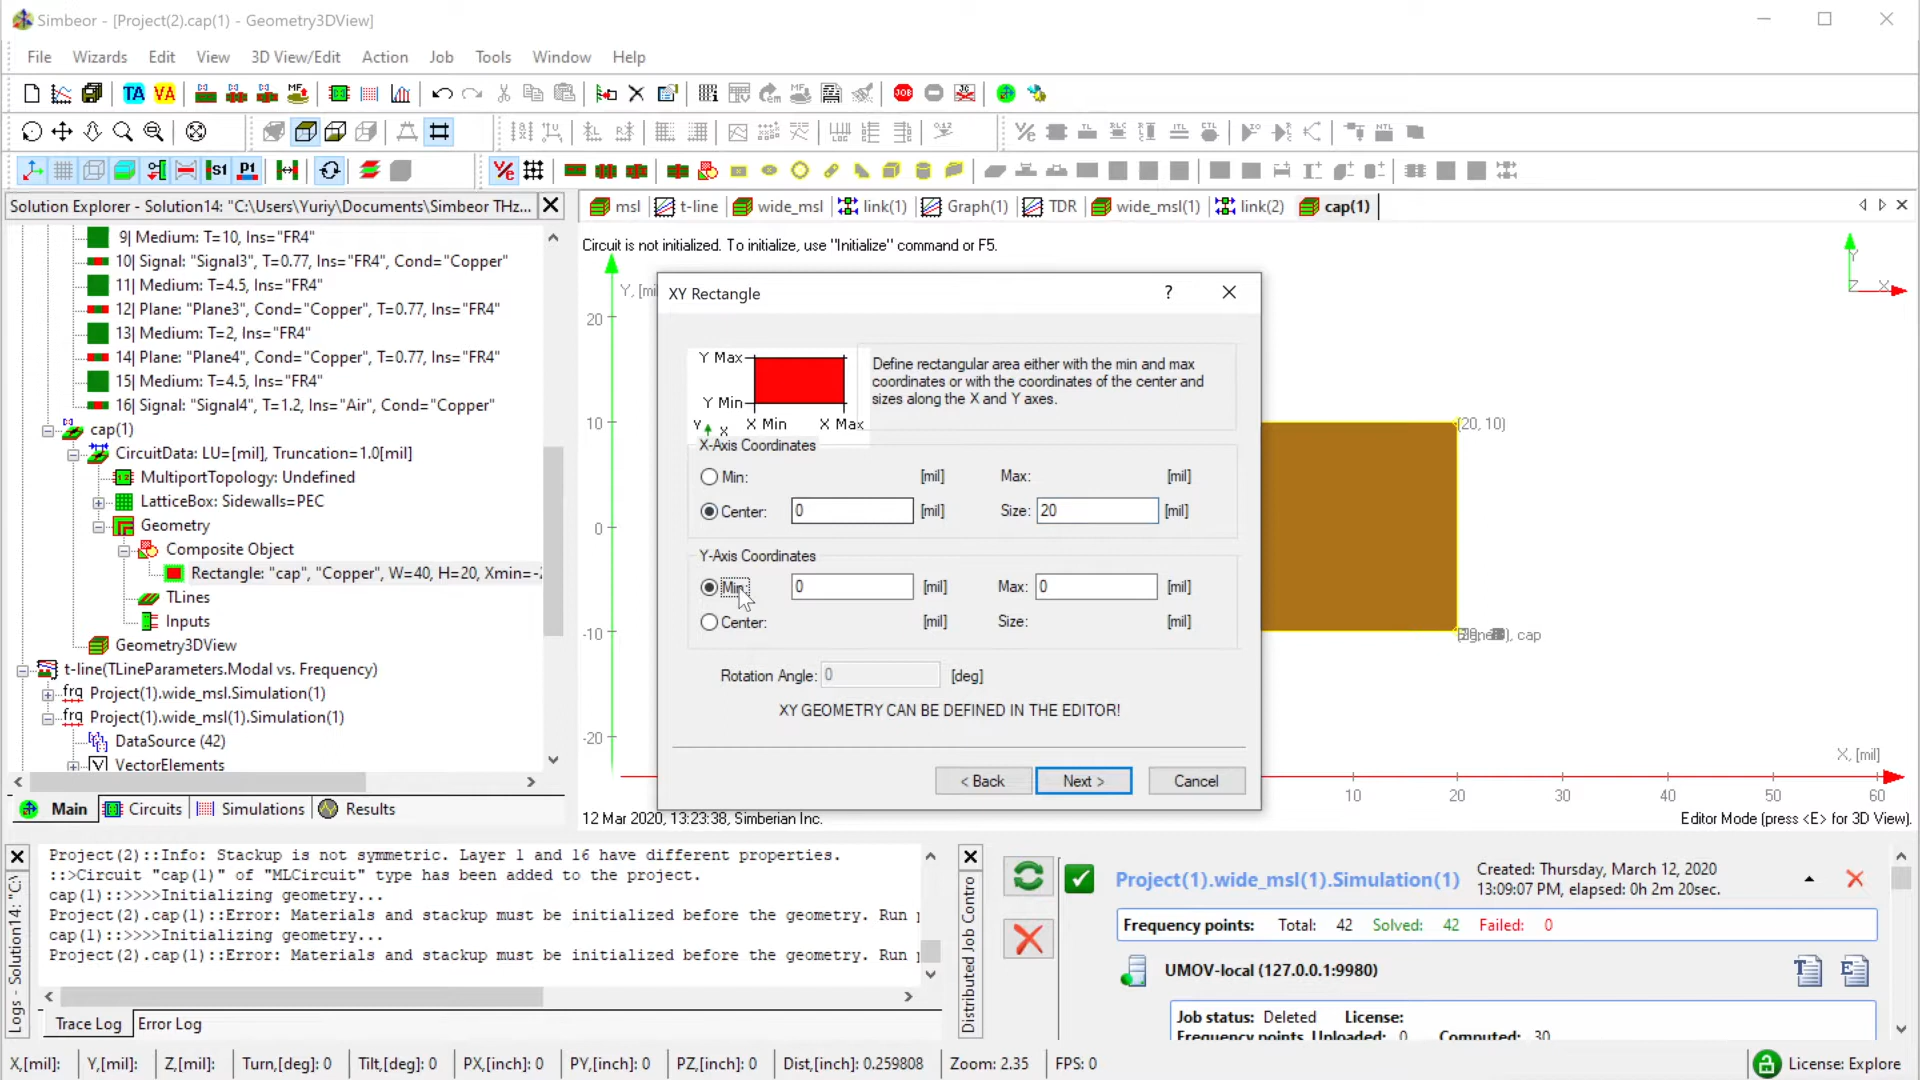 Simbeor - [Project(2).cap(1) - Geometry3DView]
File Wizards Edit View 3D View/Edit Action Job Tools Window Help
TA VA
Solution Explorer - Solution14: "C:\Users\Yuriy\Documents\Simbeor THz...
msl t-line wide_msl link(1) Graph(1) TDR wide_msl(1) link(2) cap(1)
9| Medium: T=10, Ins="FR4"
10| Signal: "Signal3", T=0.77, Ins="FR4", Cond="Copper"
11| Medium: T=4.5, Ins="FR4"
12| Plane: "Plane3", Cond="Copper", T=0.77, Ins="FR4"
13| Medium: T=2, Ins="FR4"
14| Plane: "Plane4", Cond="Copper", T=0.77, Ins="FR4"
15| Medium: T=4.5, Ins="FR4"
16| Signal: "Signal4", T=1.2, Ins="Air", Cond="Copper"
cap(1)
CircuitData: LU=[mil], Truncation=1.0[mil]
MultiportTopology: Undefined
LatticeBox: Sidewalls=PEC
Geometry
Composite Object
Rectangle: "cap", "Copper", W=40, H=20, Xmin=-
TLines
Inputs
Geometry3DView
t-line(TLineParameters.Modal vs. Frequency)
frq Project(1).wide_msl.Simulation(1)
frq Project(1).wide_msl(1).Simulation(1)
DataSource (42)
VectorElements
Main Circuits Simulations Results
Circuit is not initialized. To initialize, use "Initialize" command or F5.
Y, [mi
20
10
0
-10
-20
(20, 10)
, cap
X, [mil]
10 20 30 40 50 60
Y
Z X
12 Mar 2020, 13:23:38, Simberian Inc.
Editor Mode (press <E> for 3D View).
XY Rectangle
?
Y Max
Y Min
Y X X Min X Max
Define rectangular area either with the min and max
coordinates or with the coordinates of the center and
sizes along the X and Y axes.
X-Axis Coordinates
Min: [mil] Max: [mil]
Center: 0 [mil] Size: 20 [mil]
Y-Axis Coordinates
Min: 0 [mil] Max: 0 [mil]
Center: [mil] Size: [mil]
Rotation Angle: 0 [deg]
XY GEOMETRY CAN BE DEFINED IN THE EDITOR!
< Back Next > Cancel
Logs - Solution14: "C:\
Project(2)::Info: Stackup is not symmetric. Layer 1 and 16 have different properties.
::>Circuit "cap(1)" of "MLCircuit" type has been added to the project.
cap(1)::>>>>Initializing geometry...
Project(2).cap(1)::Error: Materials and stackup must be initialized before the geometry. Run
cap(1)::>>>>Initializing geometry...
Project(2).cap(1)::Error: Materials and stackup must be initialized before the geometry. Run
Trace Log Error Log
Distributed Job Contro
Project(1).wide_msl(1).Simulation(1)
Created: Thursday, March 12, 2020
13:09:07 PM, elapsed: 0h 2m 20sec.
Frequency points: Total: 42 Solved: 42 Failed: 0
UMOV-local (127.0.0.1:9980)
Job status: Deleted License:
Frequency points Uploaded: 0 Computed: 30
X,[mil]: Y,[mil]: Z,[mil]: Turn,[deg]: 0 Tilt,[deg]: 0 PX,[inch]: 0 PY,[inch]: 0 PZ,[inch]: 0 Dist,[inch]: 0.259808 Zoom: 2.35 FPS: 0 License: Explore